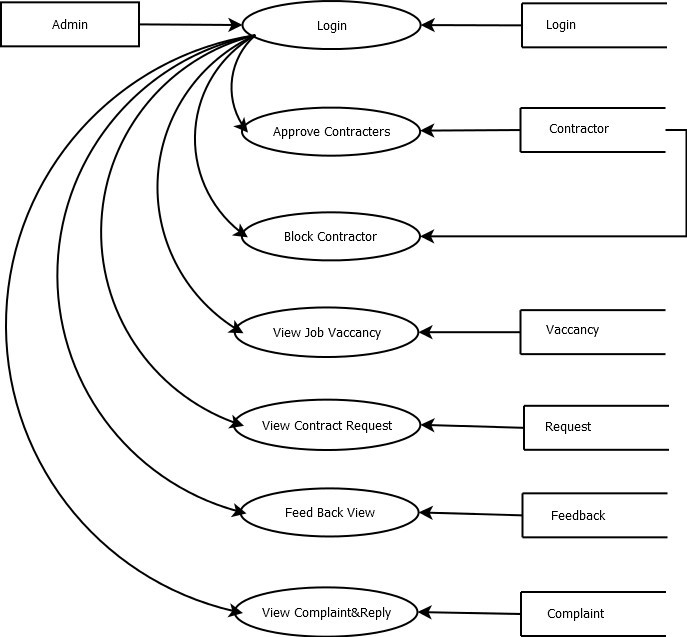 Admin
Login
Login
Approve Contracters
Contractor
Block Contractor
View Job Vaccancy
Vaccancy
View Contract Request
Request
Feed Back View
Feedback
View Complaint&Reply
Complaint